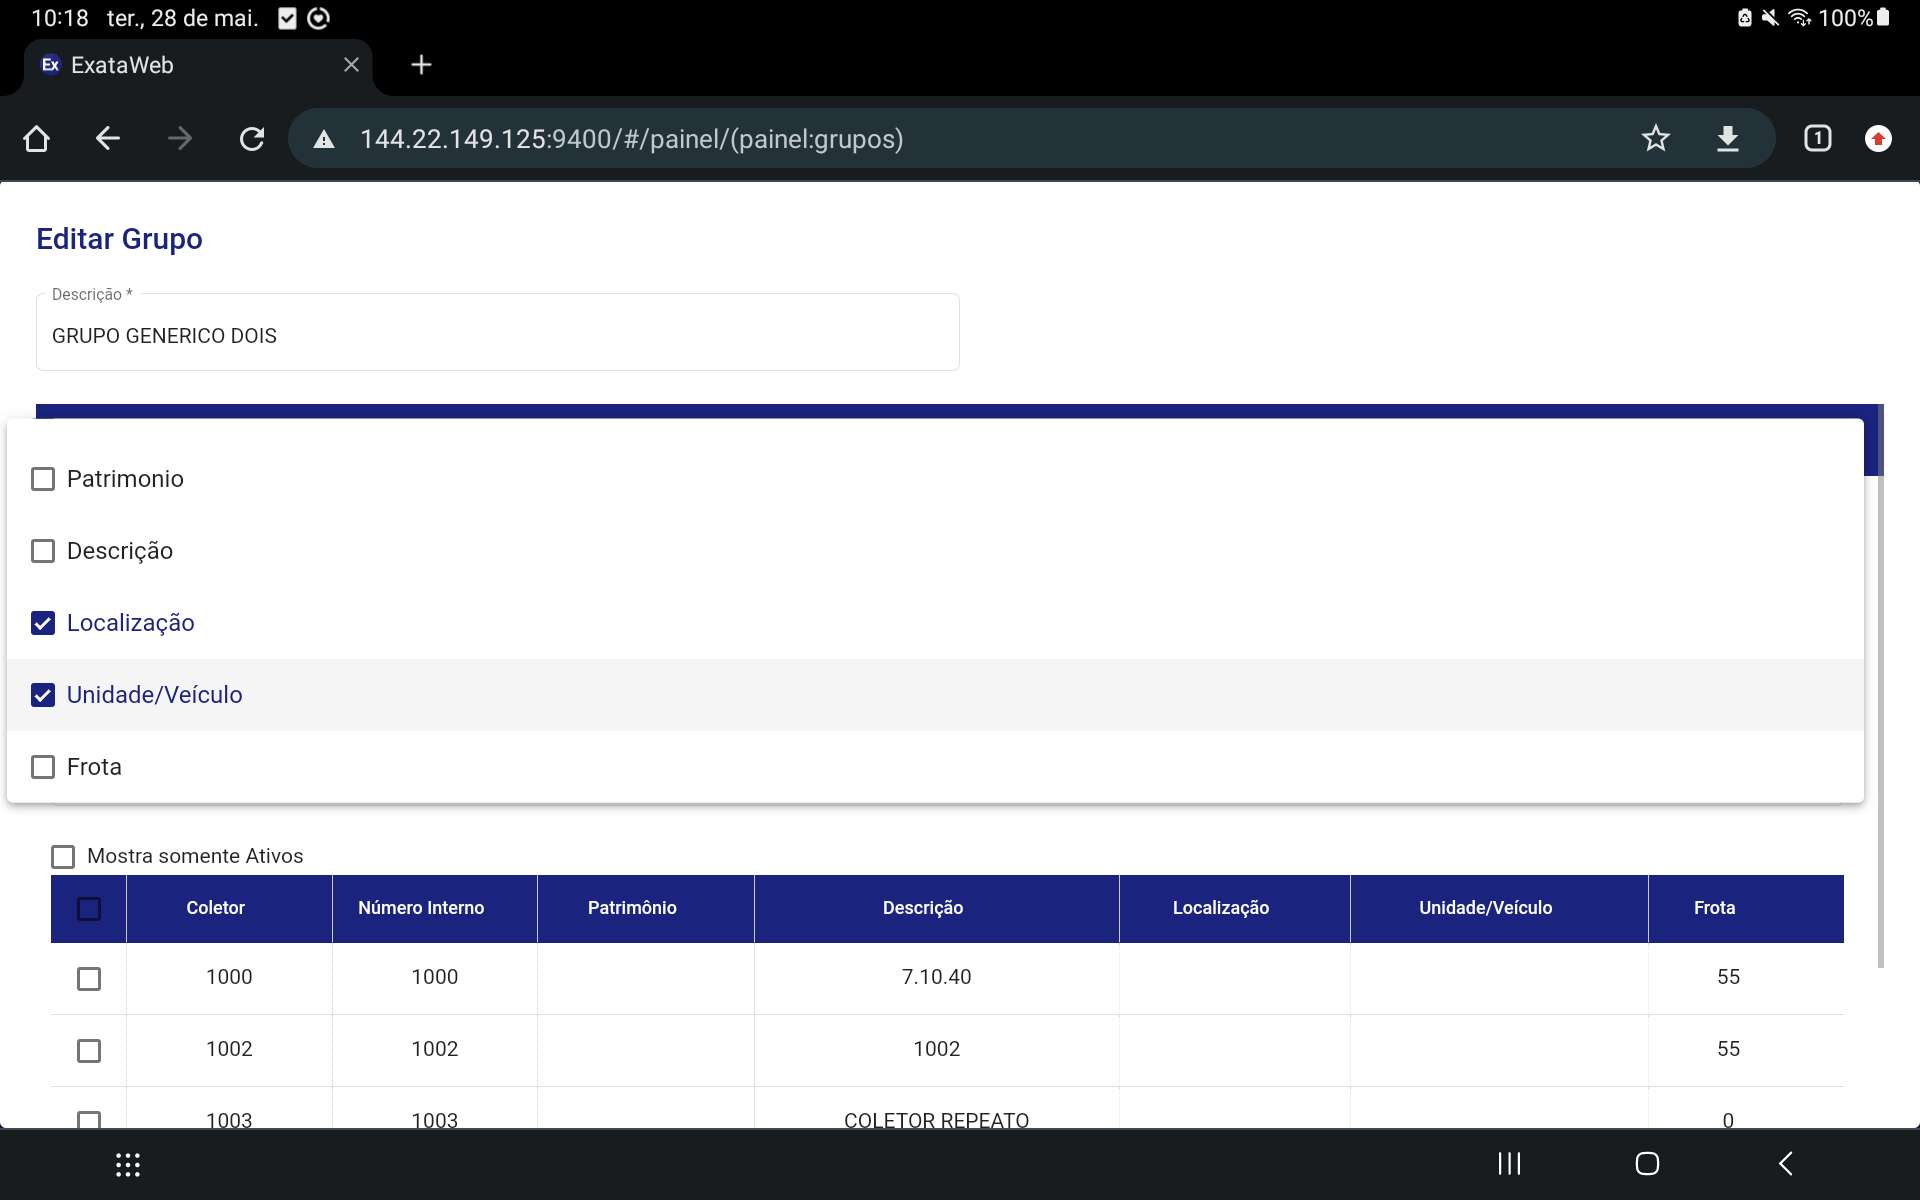 10:18 ter., 28 de mai. 100%
Ex ExataWeb
144.22.149.125:9400/#/painel/(painel:grupos) 1
Editar Grupo
Descrição *
GRUPO GENERICO DOIS
Patrimonio
Descrição
Localização
Unidade/Veículo
Frota
Mostra somente Ativos
Coletor Número Interno Patrimônio Descrição Localização Unidade/Veículo Frota
1000 1000 7.10.40 55
1002 1002 1002 55
1003 1003 COLETOR REPEATO 0